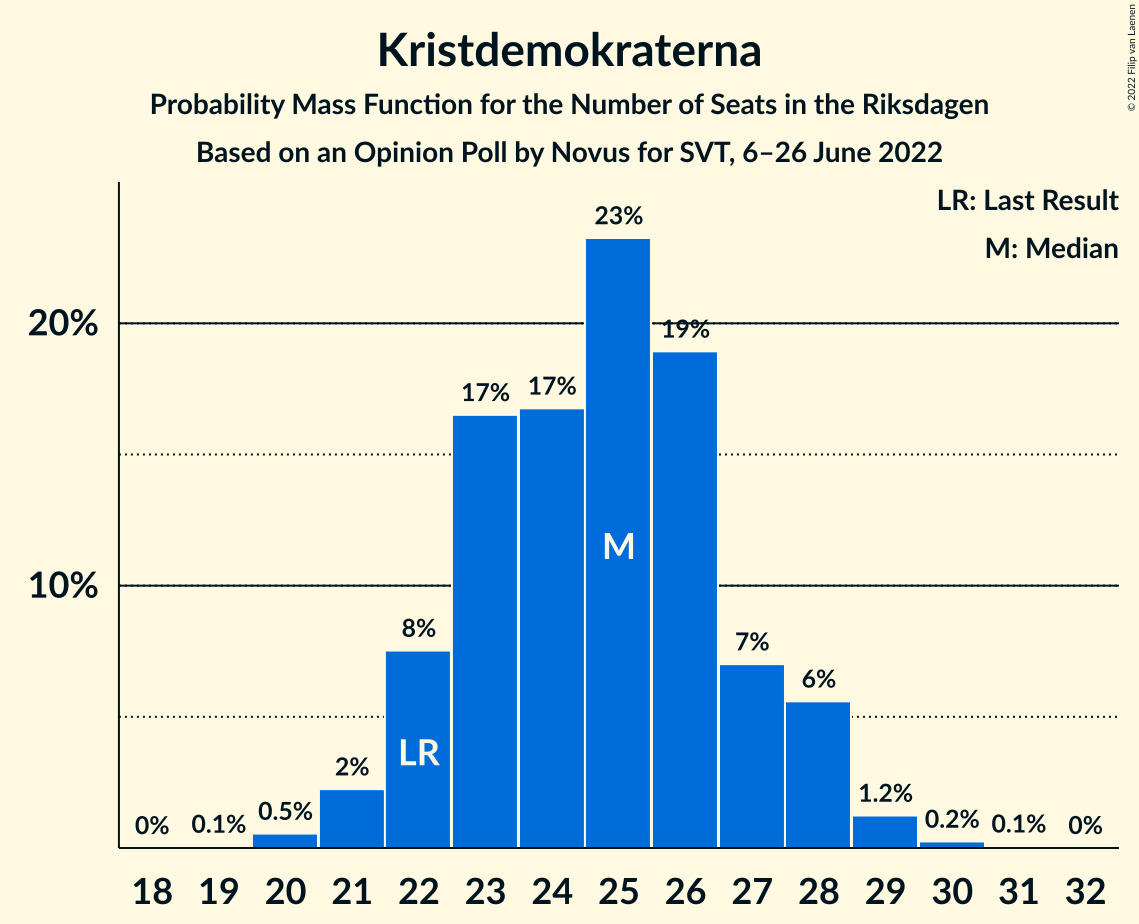 Kristdemokraterna
Probability Mass Function for the Number of Seats in the Riksdagen
Based on an Opinion Poll by Novus for SVT, 6–26 June 2022
© 2022 Filip van Laenen
LR: Last Result
M: Median
20%
10%
0%
0.1%
0.5%
2%
8%
17%
17%
23%
19%
7%
6%
1.2%
0.2%
0.1%
0%
LR
M
18 19 20 21 22 23 24 25 26 27 28 29 30 31 32